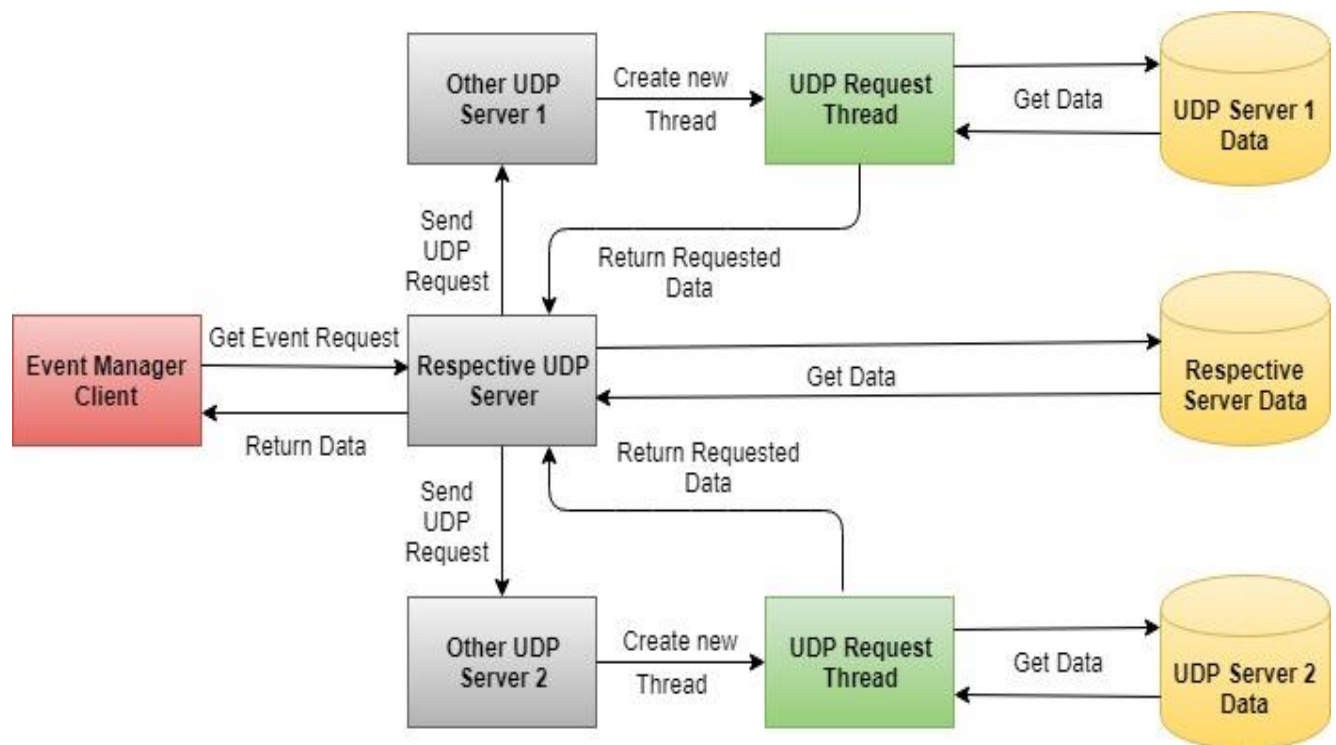 Other UDP
Server 1
Create new
Thread
UDP Request
Thread
Get Data
UDP Server 1
Data
Send
UDP
Request
Return Requested
Data
Event Manager
Client
Get Event Request
Return Data
Respective UDP
Server
Get Data
Respective
Server Data
Send
UDP
Request
Return Requested
Data
Other UDP
Server 2
Create new
Thread
UDP Request
Thread
Get Data
UDP Server 2
Data